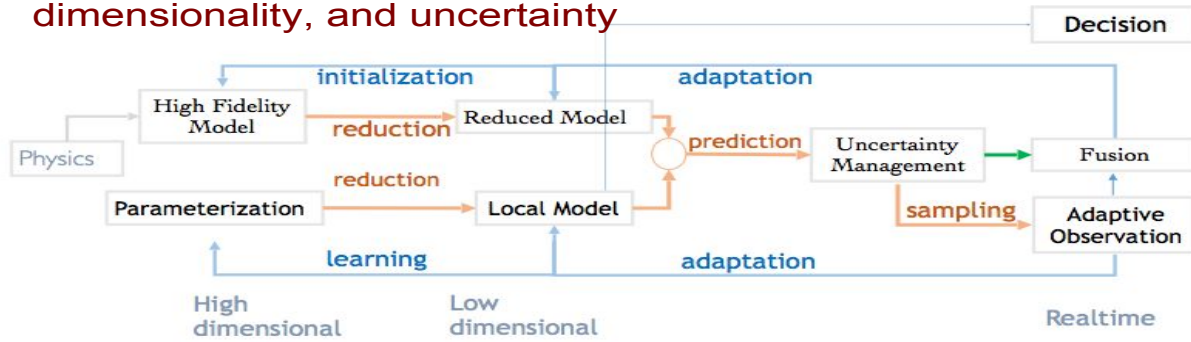 dimensionality, and uncertainty
Decision
initialization
adaptation
High Fidelity
Model
reduction
Reduced Model
prediction
Uncertainty
Management
Fusion
Physics
reduction
Parameterization
Local Model
sampling
Adaptive
Observation
learning
adaptation
High
dimensional
Low
dimensional
Realtime